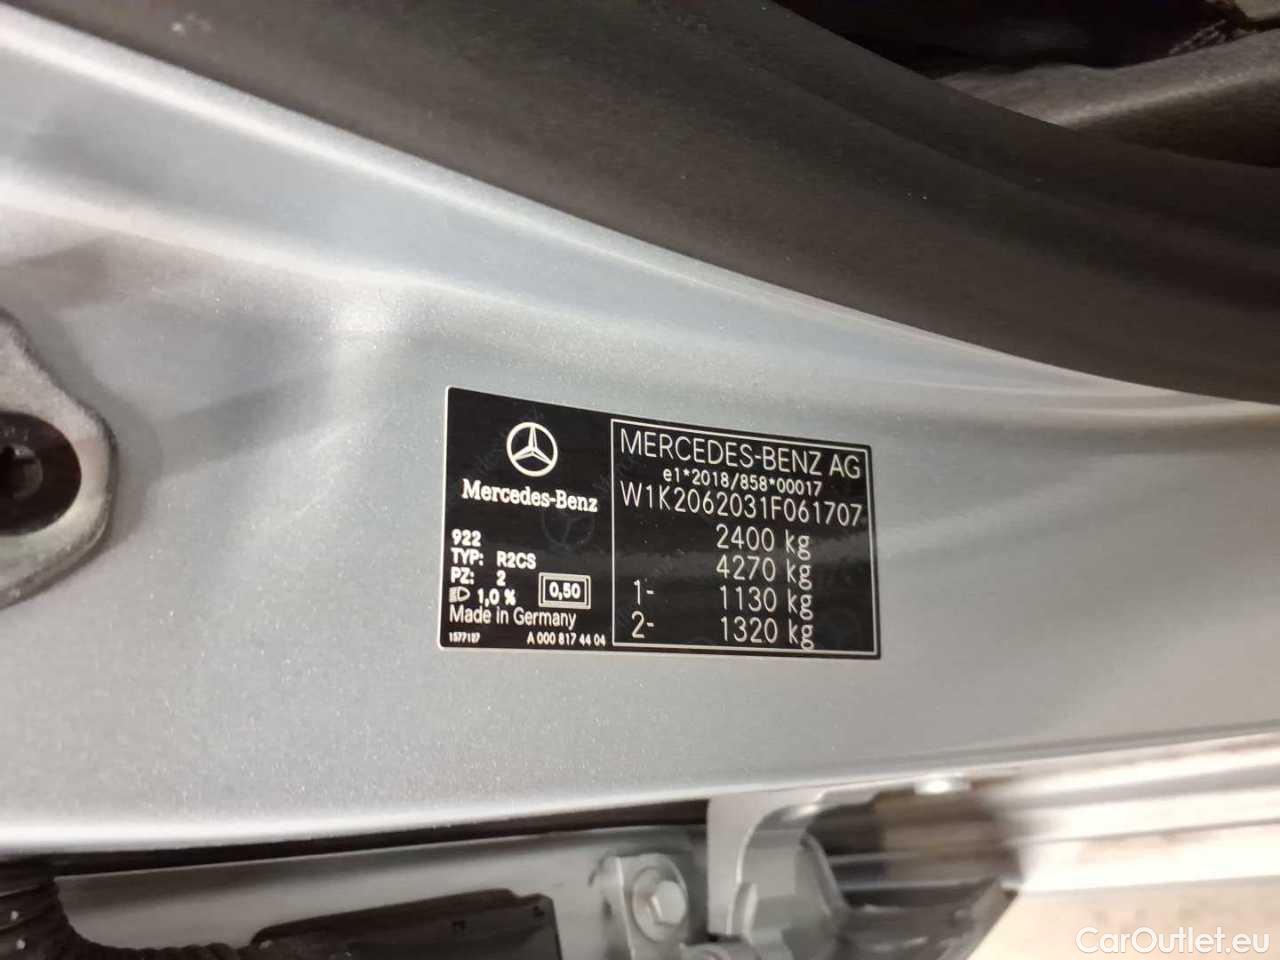 Mercedes-Benz
922
TYP: R2CS
PZ: 2
1,0 %
0,50
Made in Germany
1577187
A 000 817 44 04
MERCEDES-BENZ AG
e1*2018/858*00017
W1K2062031F061707
2400 kg
4270 kg
1- 1130 kg
2- 1320 kg
CarOutlet.eu